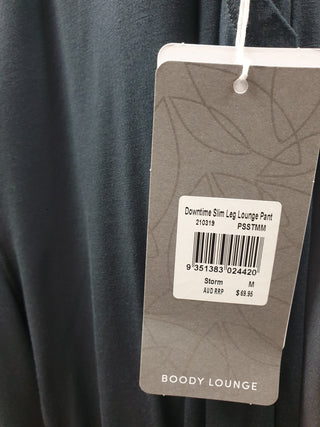 Downtime Slim Leg Lounge Pant
210319 PSSTMM
9 351383 024420
Storm M
AUD RRP $69.95
BOODY LOUNGE